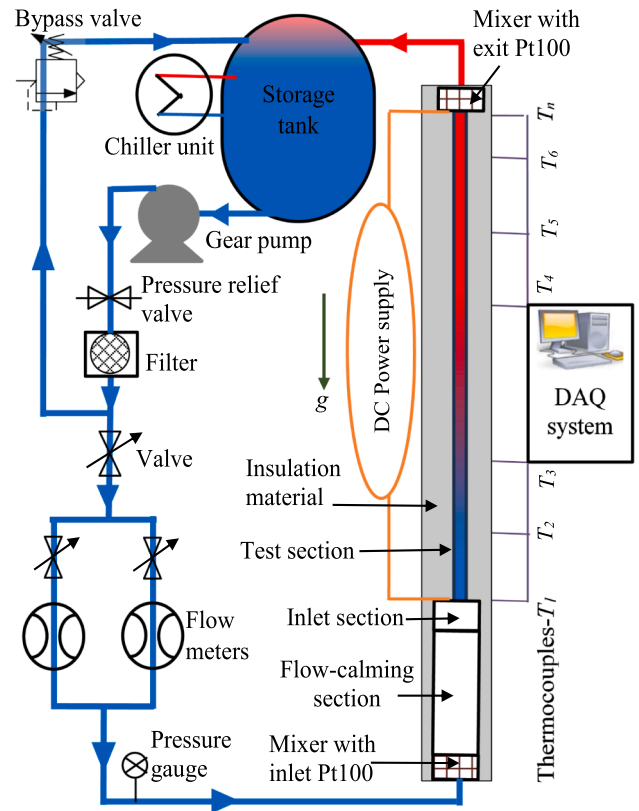 Bypass valve
Mixer with
exit Pt100
Storage
tank
Chiller unit
Gear pump
Pressure relief
valve
Filter
g
DC Power supply
Valve
Insulation
material
Test section
Inlet section
Flow-calming
section
Flow
meters
Pressure
gauge
Mixer with
inlet Pt100
Tn
T6
T5
T4
DAQ
system
T3
T2
Thermocouples-T1